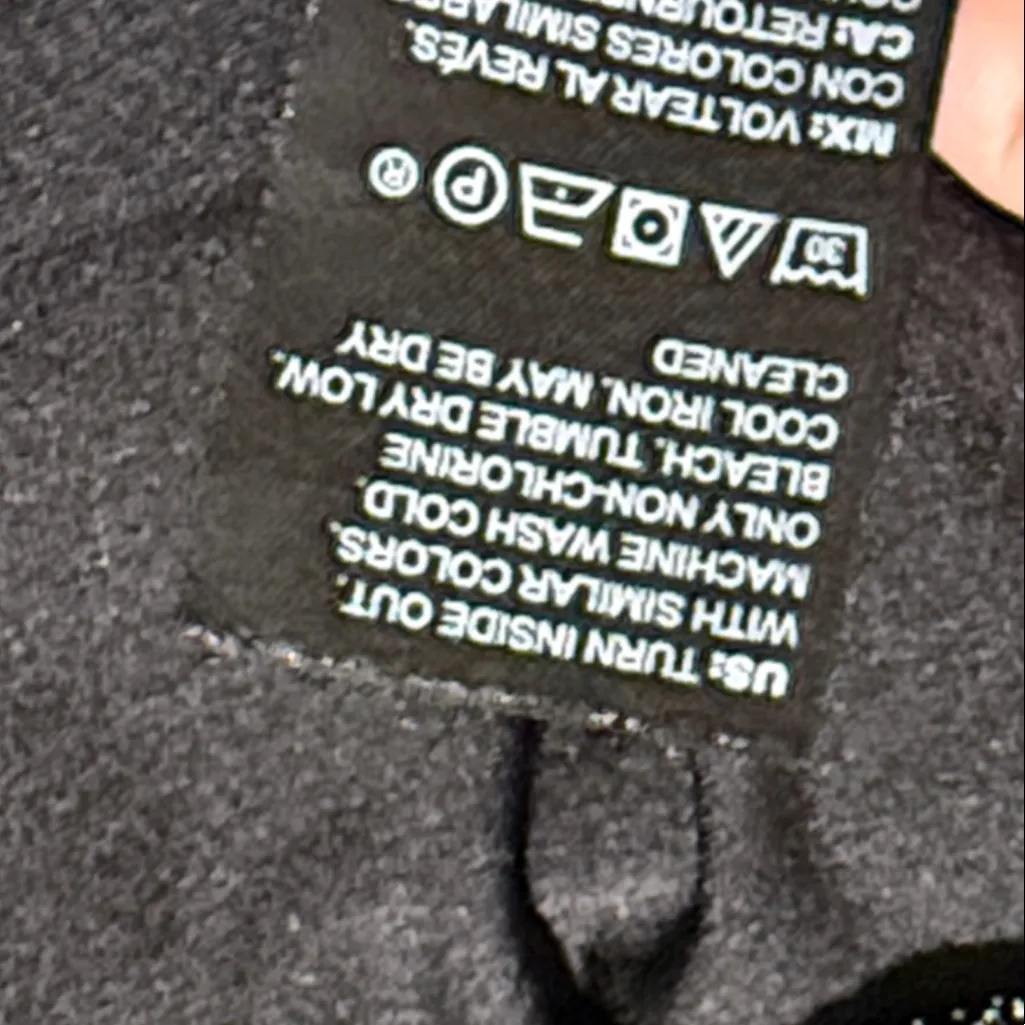 US: TURN INSIDE OUT.
WITH SIMILAR COLORS.
MACHINE WASH COLD
ONLY NON-CHLORINE
BLEACH. TUMBLE DRY LOW.
COOL IRON. MAY BE DRY
CLEANED
30 P ®
MX: VOLTEAR AL REVÉS.
CON COLORES
CA: